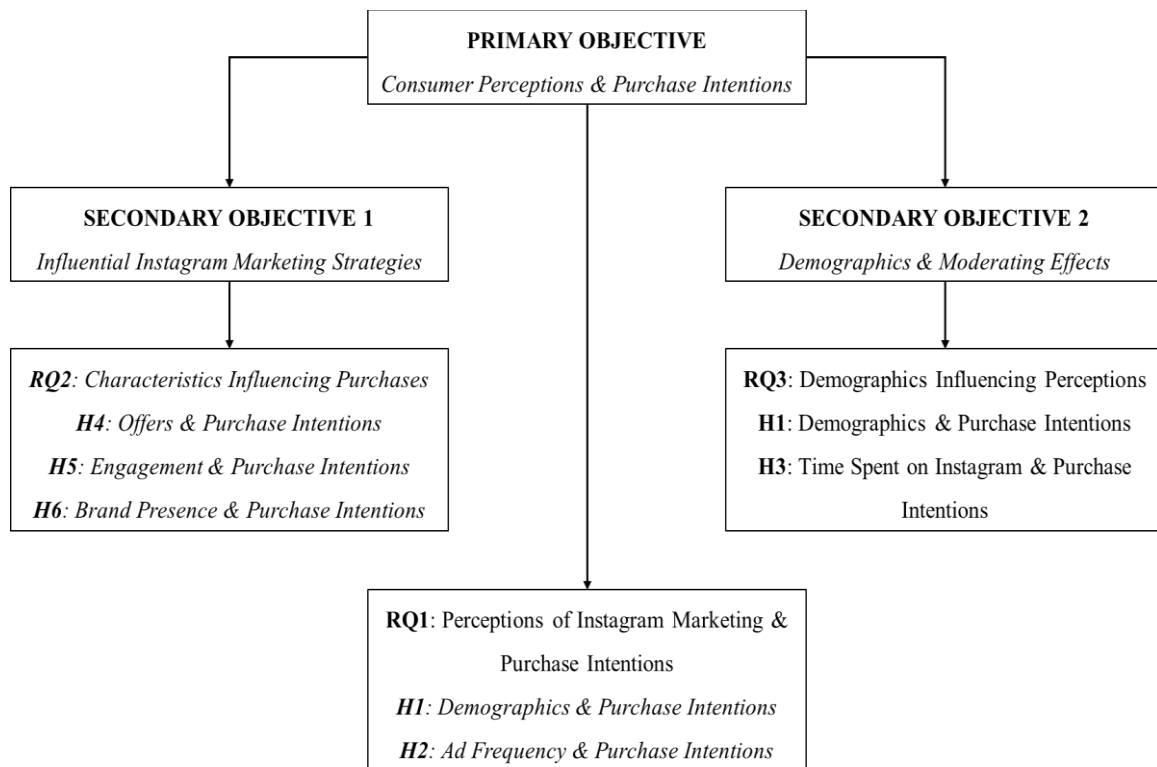 PRIMARY OBJECTIVE
Consumer Perceptions & Purchase Intentions
SECONDARY OBJECTIVE 1
Influential Instagram Marketing Strategies
SECONDARY OBJECTIVE 2
Demographics & Moderating Effects
RQ2: Characteristics Influencing Purchases
H4: Offers & Purchase Intentions
H5: Engagement & Purchase Intentions
H6: Brand Presence & Purchase Intentions
RQ3: Demographics Influencing Perceptions
H1: Demographics & Purchase Intentions
H3: Time Spent on Instagram & Purchase
Intentions
RQ1: Perceptions of Instagram Marketing &
Purchase Intentions
H1: Demographics & Purchase Intentions
H2: Ad Frequency & Purchase Intentions